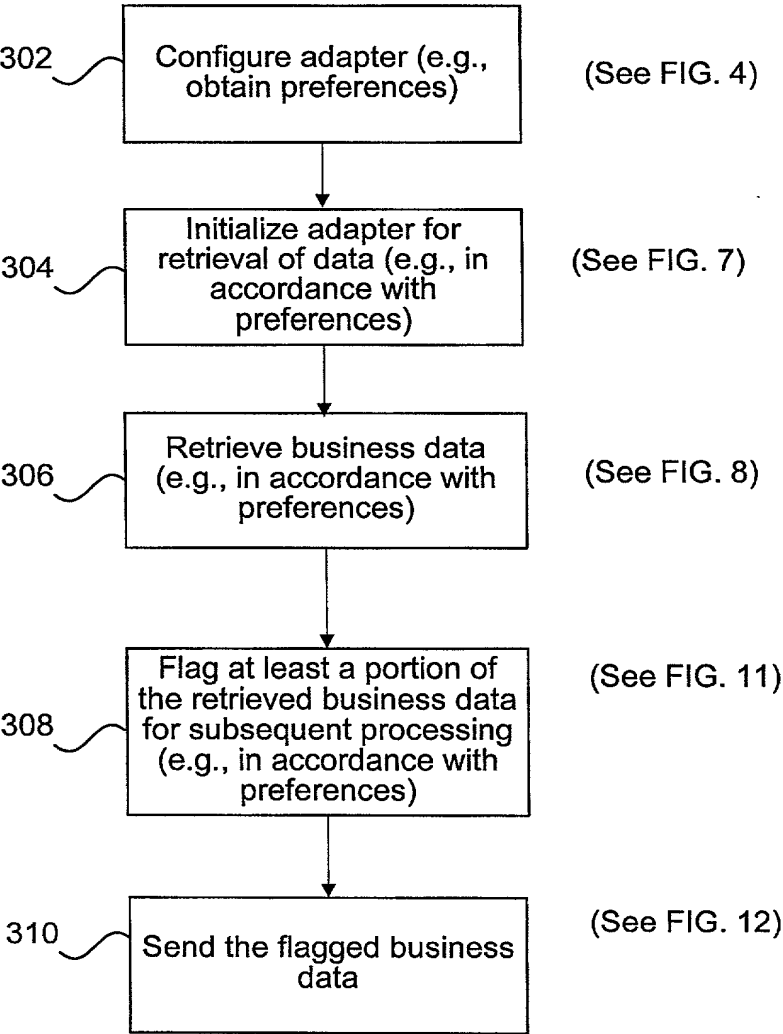 302
Configure adapter (e.g.,
obtain preferences)
(See FIG. 4)
304
Initialize adapter for
retrieval of data (e.g., in
accordance with
preferences)
(See FIG. 7)
306
Retrieve business data
(e.g., in accordance with
preferences)
(See FIG. 8)
308
Flag at least a portion of
the retrieved business data
for subsequent processing
(e.g., in accordance with
preferences)
(See FIG. 11)
310
Send the flagged business
data
(See FIG. 12)